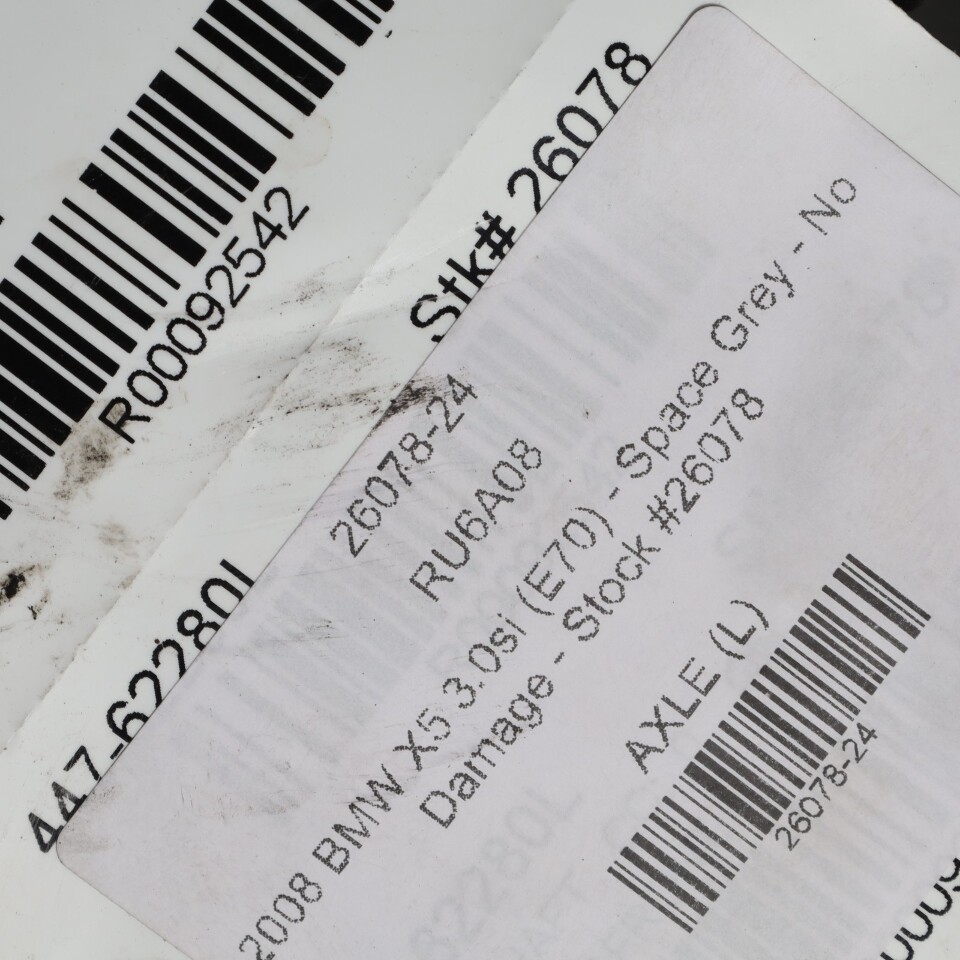 R00092542
Stk# 26078
447-62280L
26078-24
RU6A08
2008 BMW X5 3.0si (E70) - Space Grey - No
Damage - Stock #26078
AXLE (L)
26078-24